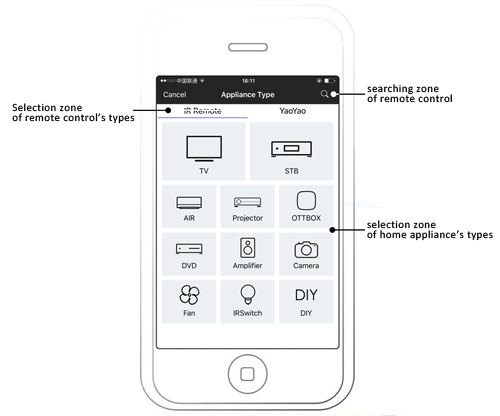 中国联通 18:11
Cancel Appliance Type
searching zone
of remote control
Selection zone
of remote control's types
IR Remote YaoYao
TV STB
AIR Projector OTTBOX
selection zone
of home appliance's types
DVD Amplifier Camera
Fan IRSwitch DIY DIY